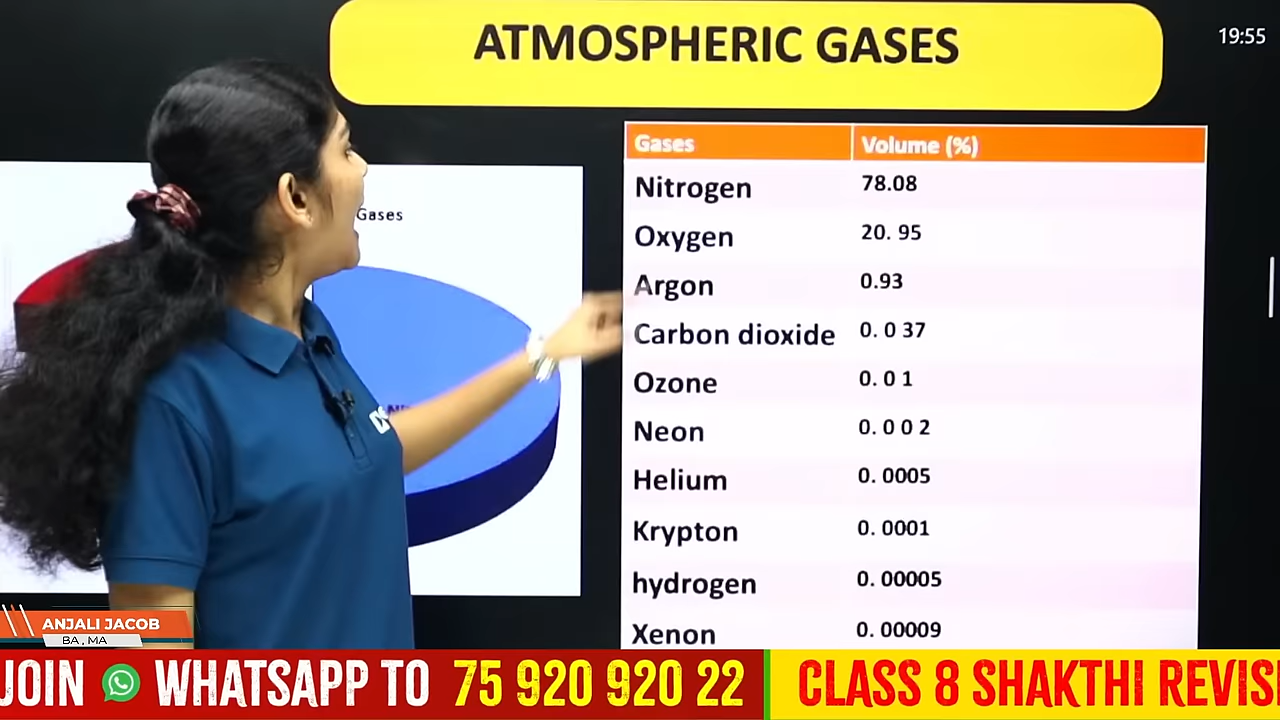 ATMOSPHERIC GASES
19:55
Gases
Gases Volume (%)
Nitrogen 78.08
Oxygen 20. 95
Argon 0.93
Carbon dioxide 0. 0 37
Ozone 0. 0 1
Neon 0. 0 0 2
Helium 0. 0005
Krypton 0. 0001
hydrogen 0. 00005
Xenon 0. 00009
ANJALI JACOB
BA , MA
JOIN WHATSAPP TO 75 920 920 22 CLASS 8 SHAKTHI REVIS